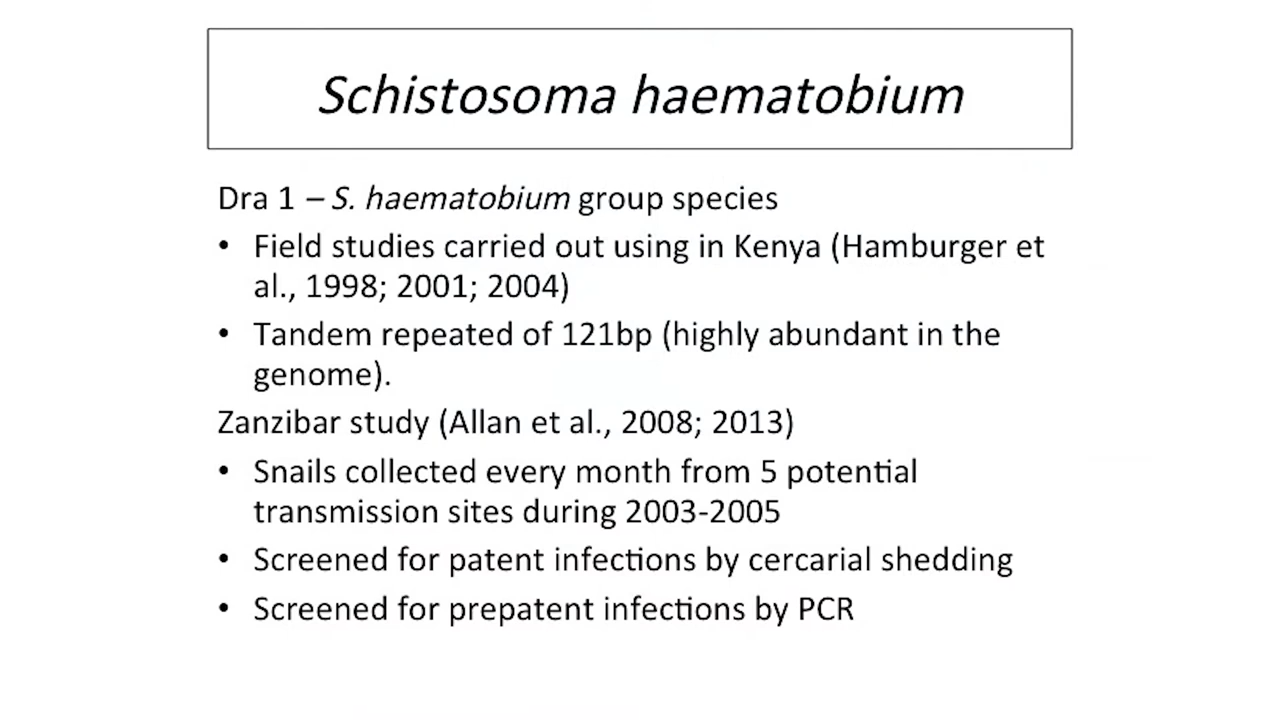 Schistosoma haematobium
Dra 1 – S. haematobium group species
• Field studies carried out using in Kenya (Hamburger et
al., 1998; 2001; 2004)
• Tandem repeated of 121bp (highly abundant in the
genome).
Zanzibar study (Allan et al., 2008; 2013)
• Snails collected every month from 5 potential
transmission sites during 2003-2005
• Screened for patent infections by cercarial shedding
• Screened for prepatent infections by PCR